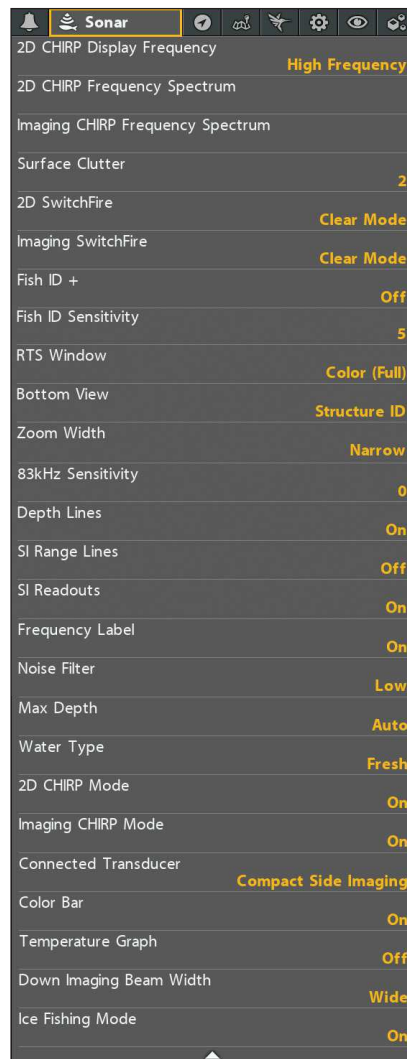 Sonar
2D CHIRP Display Frequency
High Frequency
2D CHIRP Frequency Spectrum
Imaging CHIRP Frequency Spectrum
Surface Clutter
2
2D SwitchFire
Clear Mode
Imaging SwitchFire
Clear Mode
Fish ID +
Off
Fish ID Sensitivity
5
RTS Window
Color (Full)
Bottom View
Structure ID
Zoom Width
Narrow
83kHz Sensitivity
0
Depth Lines
On
SI Range Lines
Off
SI Readouts
On
Frequency Label
On
Noise Filter
Low
Max Depth
Auto
Water Type
Fresh
2D CHIRP Mode
On
Imaging CHIRP Mode
On
Connected Transducer
Compact Side Imaging
Color Bar
On
Temperature Graph
Off
Down Imaging Beam Width
Wide
Ice Fishing Mode
On